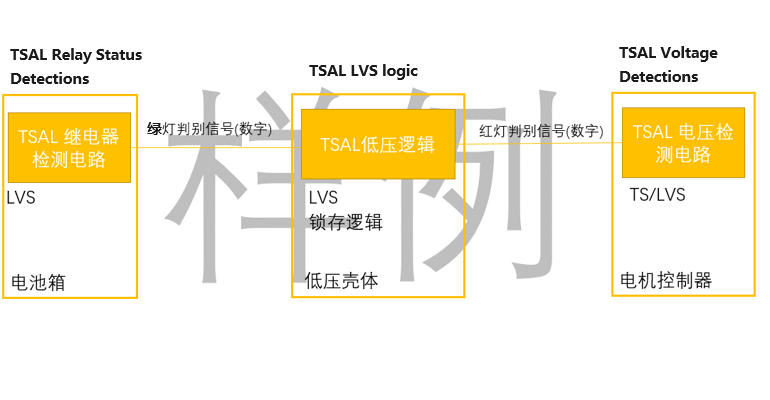 TSAL Relay Status
Detections
TSAL LVS logic
TSAL Voltage
Detections
样例
TSAL 继电器
检测电路
绿灯判别信号(数字)
TSAL低压逻辑
红灯判别信号(数字)
TSAL 电压检
测电路
LVS
LVS
锁存逻辑
TS/LVS
电池箱
低压壳体
电机控制器